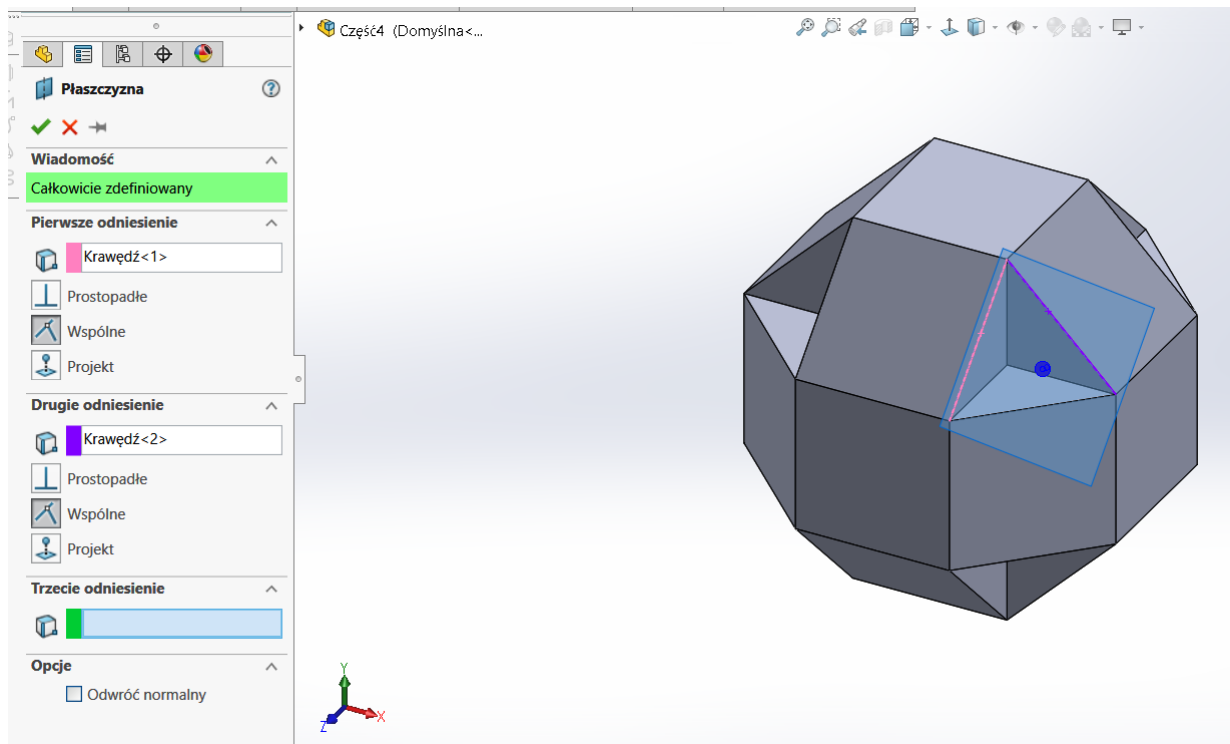 Część4 (Domyślna<...
Płaszczyzna
?
Wiadomość
Całkowicie zdefiniowany
Pierwsze odniesienie
Krawędź<1>
Prostopadłe
Wspólne
Projekt
Drugie odniesienie
Krawędź<2>
Prostopadłe
Wspólne
Projekt
Trzecie odniesienie
Opcje
Odwróć normalny
Y
X
Z